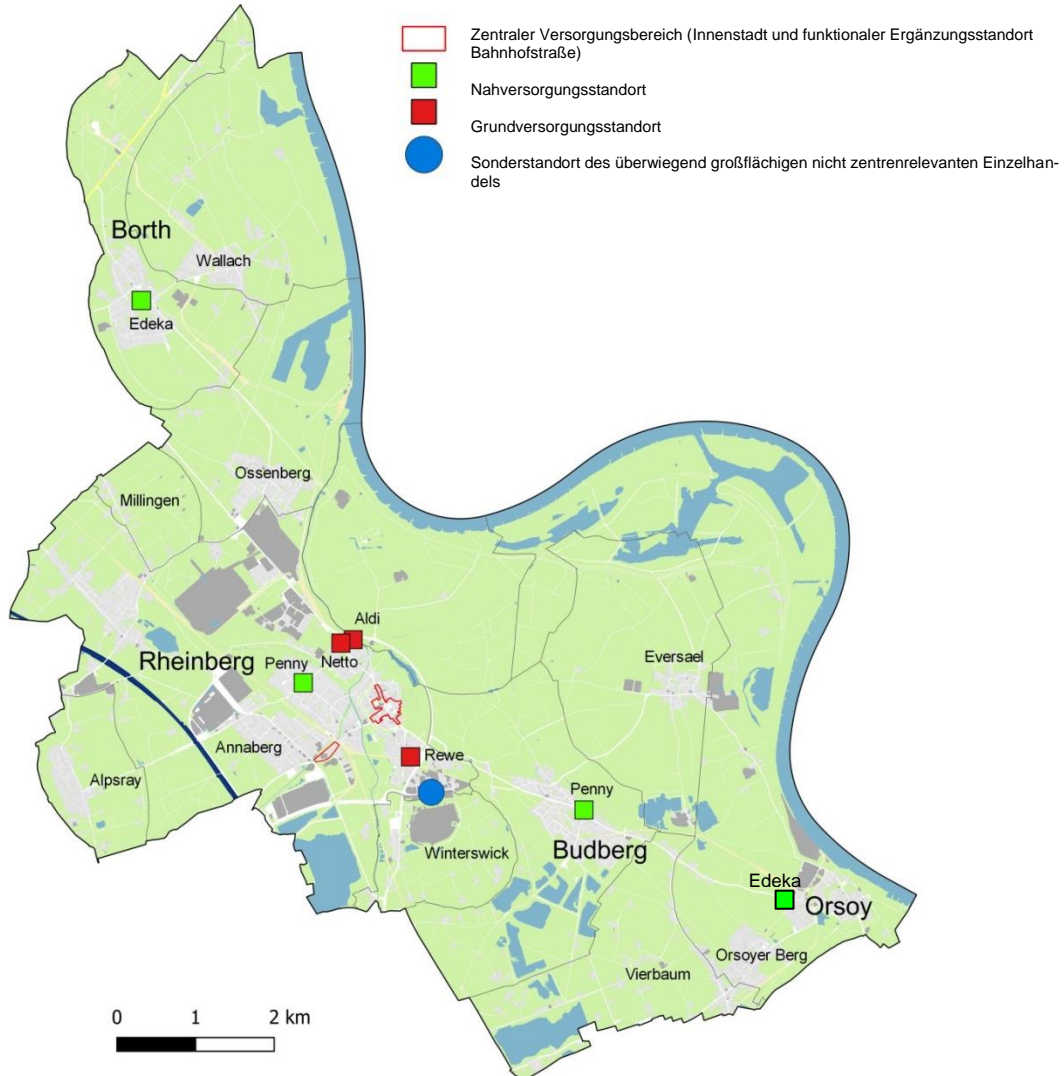 Zentraler Versorgungsbereich (Innenstadt und funktionaler Ergänzungsstandort
Bahnhofstraße)
Nahversorgungsstandort
Grundversorgungsstandort
Sonderstandort des überwiegend großflächigen nicht zentrenrelevanten Einzelhan-
dels
Borth
Wallach
Edeka
Ossenberg
Millingen
Aldi
Rheinberg
Penny
Netto
Eversael
Annaberg
Rewe
Alpsray
Penny
Winterswick
Budberg
Edeka
Orsoy
Orsoyer Berg
Vierbaum
0 1 2 km